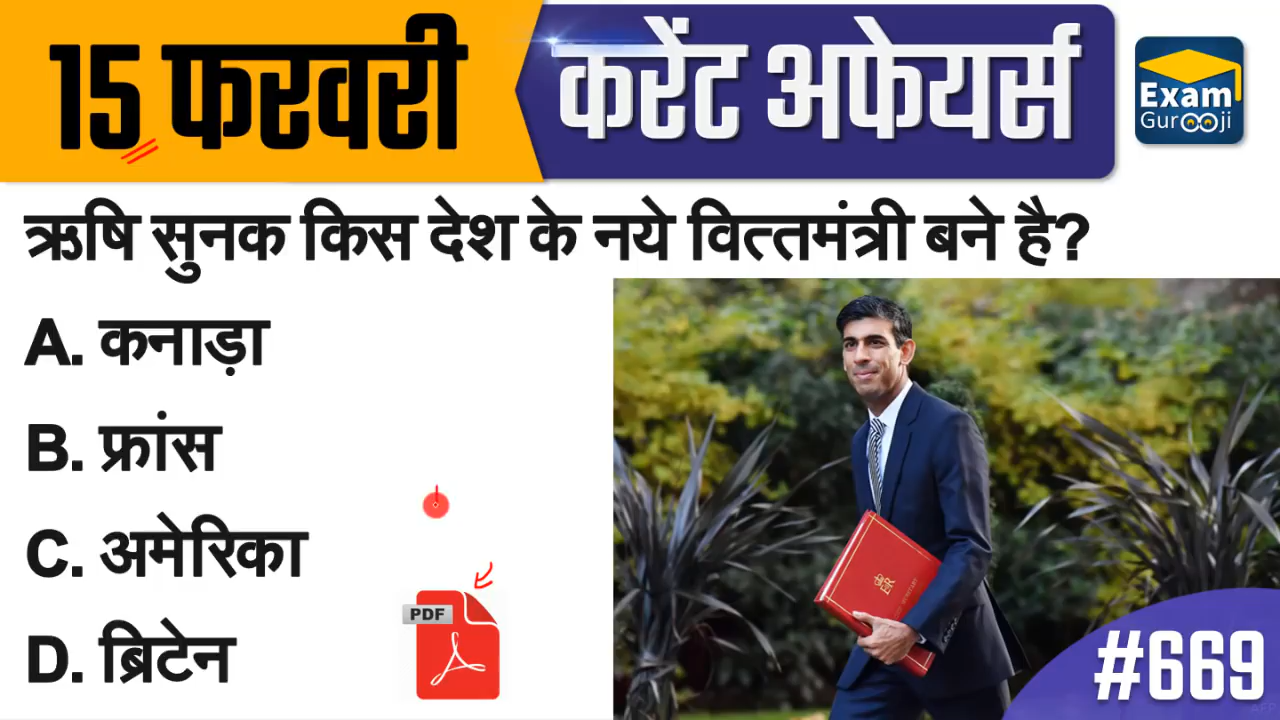 15 फरवरी
करेंट अफेयर्स
Exam
Gurooji
ऋषि सुनक किस देश के नये वित्तमंत्री बने है?
A. कनाड़ा
B. फ्रांस
C. अमेरिका
D. ब्रिटेन
PDF
#669